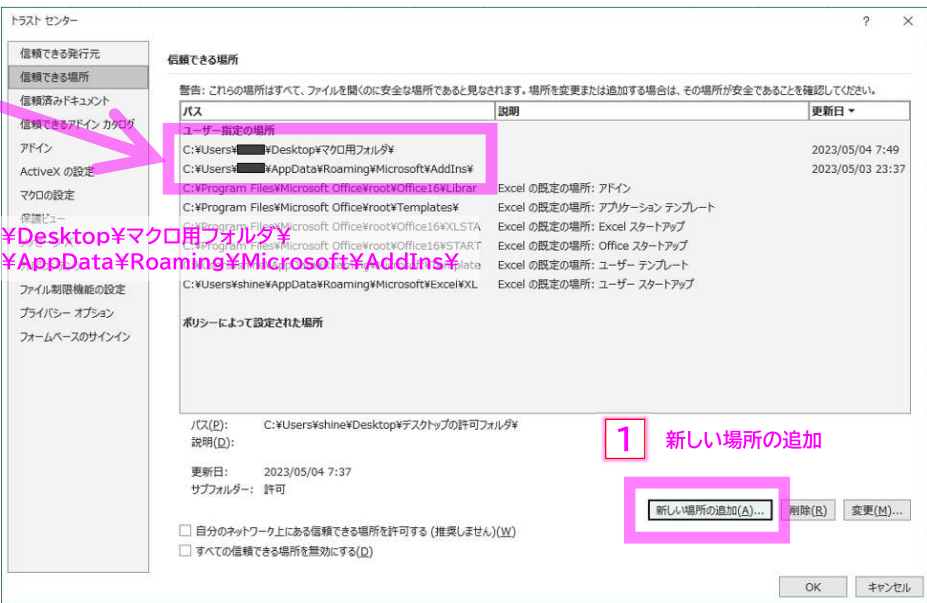 トラスト センター
? ×
信頼できる発行元
信頼できる場所
信頼済みドキュメント
信頼できるアドイン カタログ
アドイン
ActiveX の設定
マクロの設定
保護ビュー
ファイル制限機能の設定
プライバシー オプション
フォームベースのサインイン
信頼できる場所
警告: これらの場所はすべて、ファイルを開くのに安全な場所であると見なされます。場所を変更または追加する場合は、その場所が安全であることを確認してください。
パス 説明 更新日
ユーザー指定の場所
C:¥Users¥ ¥Desktop¥マクロ用フォルダ¥ 2023/05/04 7:49
C:¥Users¥ ¥AppData¥Roaming¥Microsoft¥AddIns¥ 2023/05/03 23:37
C:¥Program Files¥Microsoft Office¥root¥Office16¥Librar Excel の既定の場所: アドイン
C:¥Program Files¥Microsoft Office¥root¥Templates¥ Excel の既定の場所: アプリケーション テンプレート
C:¥Program Files¥Microsoft Office¥root¥Office16¥XLSTA Excel の既定の場所: Excel スタートアップ
C:¥Program Files¥Microsoft Office¥root¥Office16¥START Excel の既定の場所: Office スタートアップ
Excel の既定の場所: ユーザー テンプレート
C:¥Users¥shine¥AppData¥Roaming¥Microsoft¥Excel¥XL Excel の既定の場所: ユーザー スタートアップ
¥Desktop¥マクロ用フォルダ¥
¥AppData¥Roaming¥Microsoft¥AddIns¥
ポリシーによって設定された場所
パス(P): C:¥Users¥shine¥Desktop¥デスクトップの許可フォルダ¥
説明(D):
1 新しい場所の追加
更新日: 2023/05/04 7:37
サブフォルダー: 許可
新しい場所の追加(A)... 削除(R) 変更(M)...
自分のネットワーク上にある信頼できる場所を許可する (推奨しません)(W)
すべての信頼できる場所を無効にする(D)
OK キャンセル